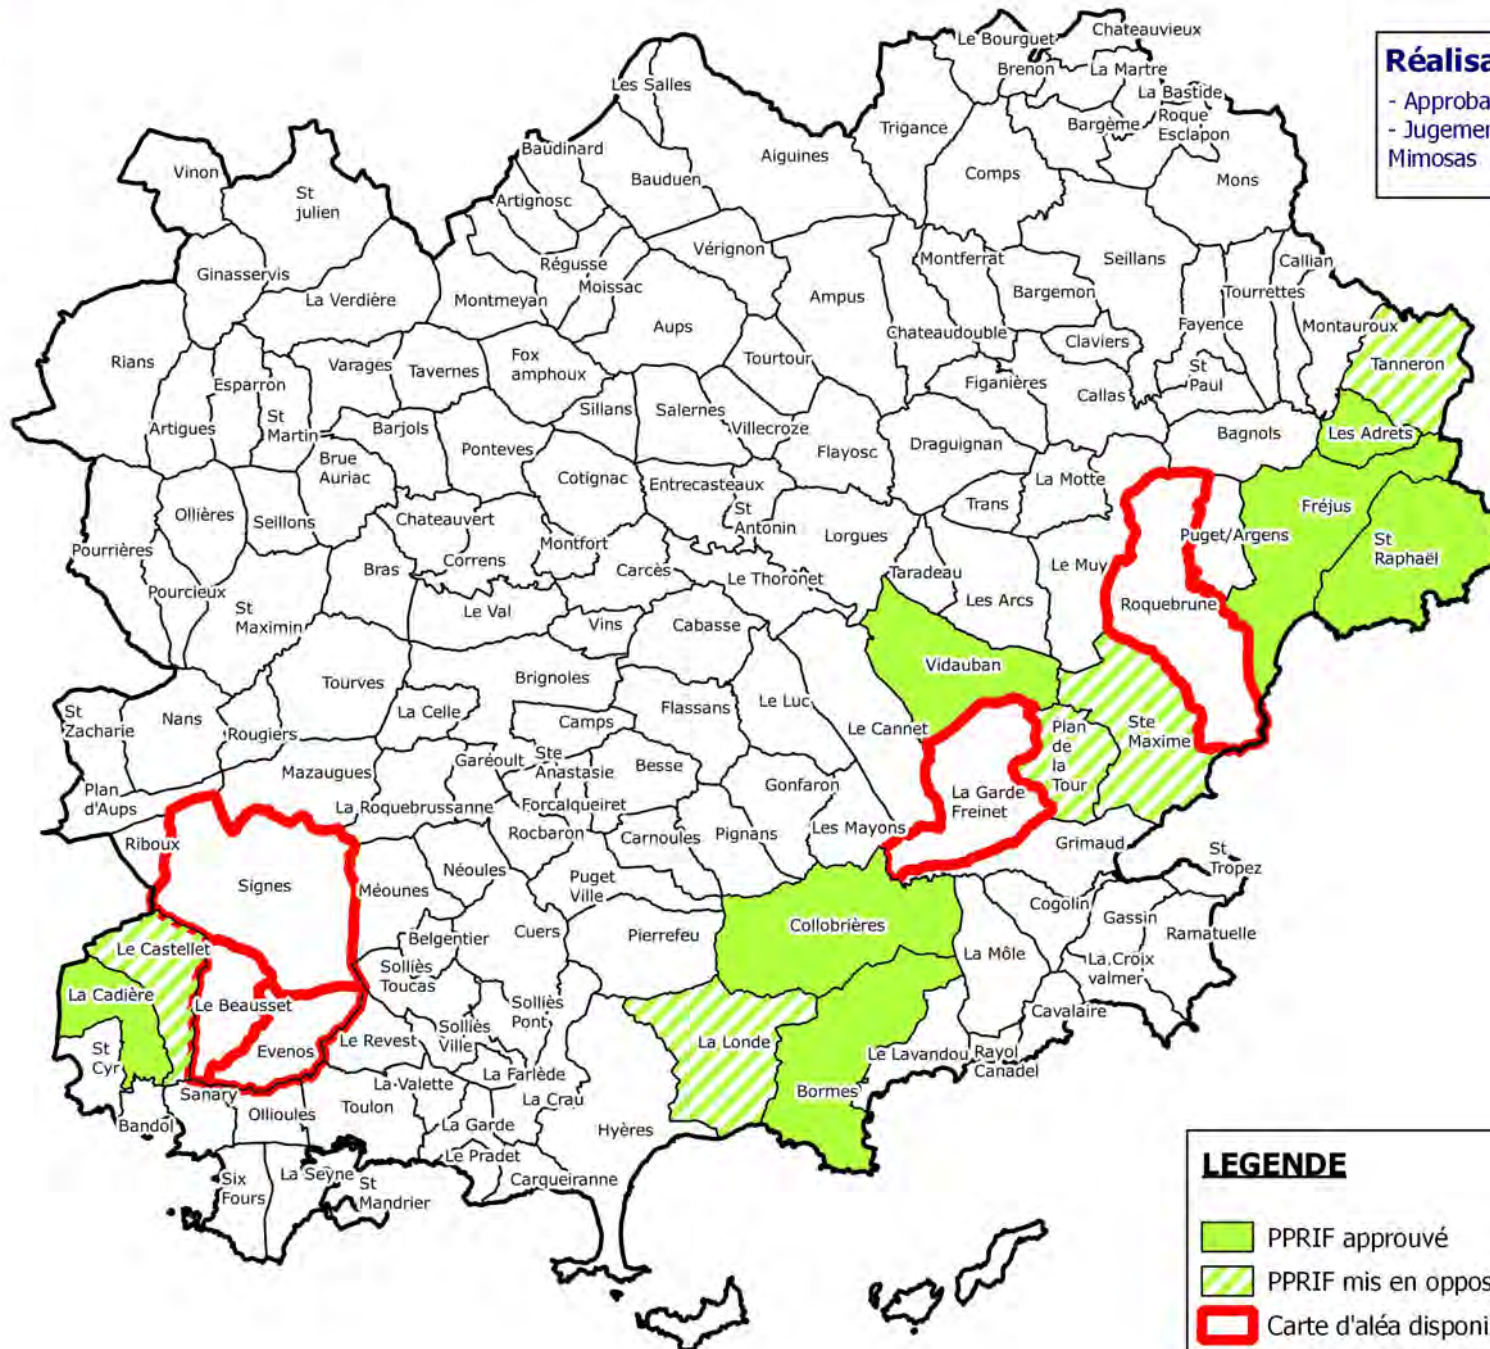 Le Bourguet
Chateauvieux
Brenon
La Martre
La Bastide
Roque
Esclapon
Bargème
Les Salles
Trigance
Baudinard
Aiguines
Vinon
Bauduen
Comps
Mons
St
julien
Artignosc
Vérignon
Montferrat
Seillans
Callian
Ginasservis
Régusse
Moissac
La Verdière
Montmeyan
Ampus
Bargemon
Tourrettes
Aups
Chateaudouble
Fayence
Montauroux
Claviers
Tanneron
Rians
Varages
Tavernes
Fox
amphoux
Tourtour
St
Paul
Esparron
Figanières
Callas
St
Martin
Sillans
Salernes
Villecroze
Artigues
Barjols
Ponteves
Flayosc
Draguignan
Bagnols
Les Adrets
Brue
Auriac
Cotignac
Entrecasteaux
La Motte
St
Antonin
Trans
Fréjus
Ollières
Seillons
Chateauvert
Lorgues
Puget/Argens
St
Raphaël
Pourrières
Correns
Montfort
Bras
Carcès
Le Thoronet
Taradeau
Le Muy
Pourcieux
Les Arcs
Roquebrune
St
Maximin
Le Val
Vins
Cabasse
Vidauban
Tourves
Brignoles
Le Luc
St
Zacharie
Nans
La Celle
Flassans
Rougiers
Camps
Le Cannet
Plan
de
la
Tour
Ste
Maxime
Mazaugues
Garéoult
Ste
Anastasie
Besse
Gonfaron
Plan
d'Aups
La Roquebrussanne
Forcalqueiret
La Garde
Freinet
Riboux
Rocbaron
Carnoules
Pignans
Les Mayons
Grimaud
St
Tropez
Signes
Méounes
Néoules
Puget
Ville
Cogolin
Gassin
Ramatuelle
Belgentier
Cuers
Pierrefeu
Collobrières
Le Castellet
La Môle
La Croix
valmer
Solliès
Toucas
La Cadière
Le Beausset
Solliès
Pont
Cavalaire
St
Cyr
Evenos
Le Revest
Solliès
Ville
La Londe
Le Lavandou
Rayol
Canadel
La Farlède
Sanary
La Valette
Bormes
La Crau
Bandol
Ollioules
Toulon
La Garde
Hyères
Le Pradet
Six
Fours
La Seyne
St
Mandrier
Carqueiranne
Réalisa
- Approba
- Jugemen
Mimosas
LEGENDE
PPRIF approuvé
PPRIF mis en oppos
Carte d'aléa disponi